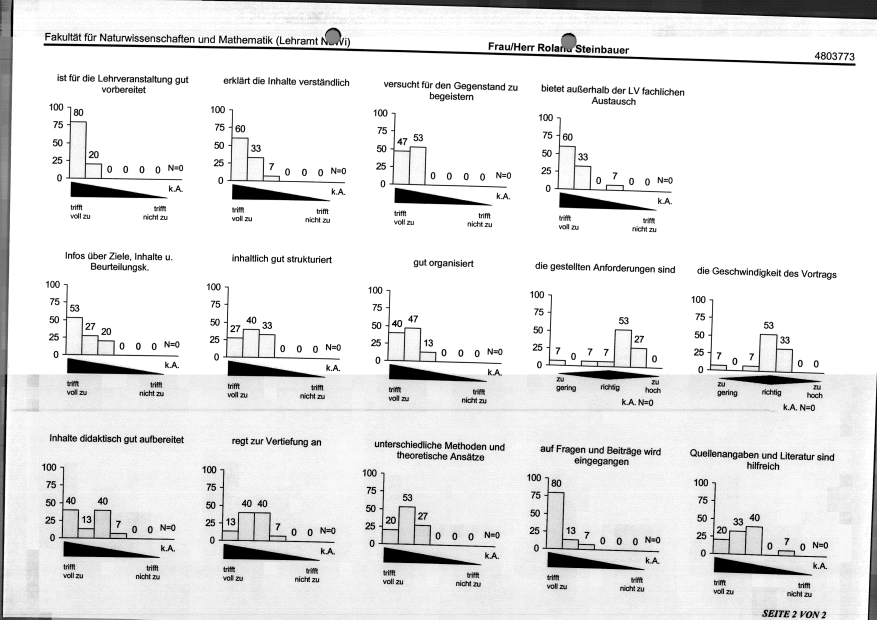 Fakultät für Naturwissenschaften und Mathematik (Lehramt
Frau/Herr Roland Steinbauer
4803773
ist für die Lehrveranstaltung gut
vorbereitet
100
75
50
25
0
80
20
0 0 0 0 N=0
k.A.
trifft
voll zu
trifft
nicht zu
erklärt die Inhalte verständlich
100
75
50
25
0
60
33
7
0 0 0 N=0
k.A.
trifft
voll zu
trifft
nicht zu
versucht für den Gegenstand zu
begeistern
100
75
50
25
0
47 53
0 0 0 0 N=0
k.A.
trifft
voll zu
trifft
nicht zu
bietet außerhalb der LV fachlichen
Austausch
100
75
50
25
0
60
33
0 7 0 0 N=0
k.A.
trifft
voll zu
trifft
nicht zu
Infos über Ziele, Inhalte u.
Beurteilungsk.
100
75
50
25
0
53
27 20
0 0 0 N=0
k.A.
trifft
voll zu
trifft
nicht zu
inhaltlich gut strukturiert
100
75
50
25
0
27 40 33
0 0 0 N=0
k.A.
trifft
voll zu
trifft
nicht zu
gut organisiert
100
75
50
25
0
40 47
13
0 0 0 N=0
k.A.
trifft
voll zu
trifft
nicht zu
die gestellten Anforderungen sind
100
75
50
25
0
7 0 7 7 53 27 0
zu
gering
richtig
zu
hoch
k.A. N=0
die Geschwindigkeit des Vortrags
100
75
50
25
0
7 0 7 53 33 0 0
zu
gering
richtig
zu
hoch
k.A. N=0
Inhalte didaktisch gut aufbereitet
100
75
50
25
0
40 13 40 7 0 0 N=0
k.A.
trifft
voll zu
trifft
nicht zu
regt zur Vertiefung an
100
75
50
25
0
13 40 40 7 0 0 N=0
k.A.
trifft
voll zu
trifft
nicht zu
unterschiedliche Methoden und
theoretische Ansätze
100
75
50
25
0
20 53 27 0 0 0 N=0
k.A.
trifft
voll zu
trifft
nicht zu
auf Fragen und Beiträge wird
eingegangen
100
75
50
25
0
80
13 7 0 0 0 N=0
k.A.
trifft
voll zu
trifft
nicht zu
Quellenangaben und Literatur sind
hilfreich
100
75
50
25
0
20 33 40 0 7 0 N=0
k.A.
trifft
voll zu
trifft
nicht zu
SEITE 2 VON 2